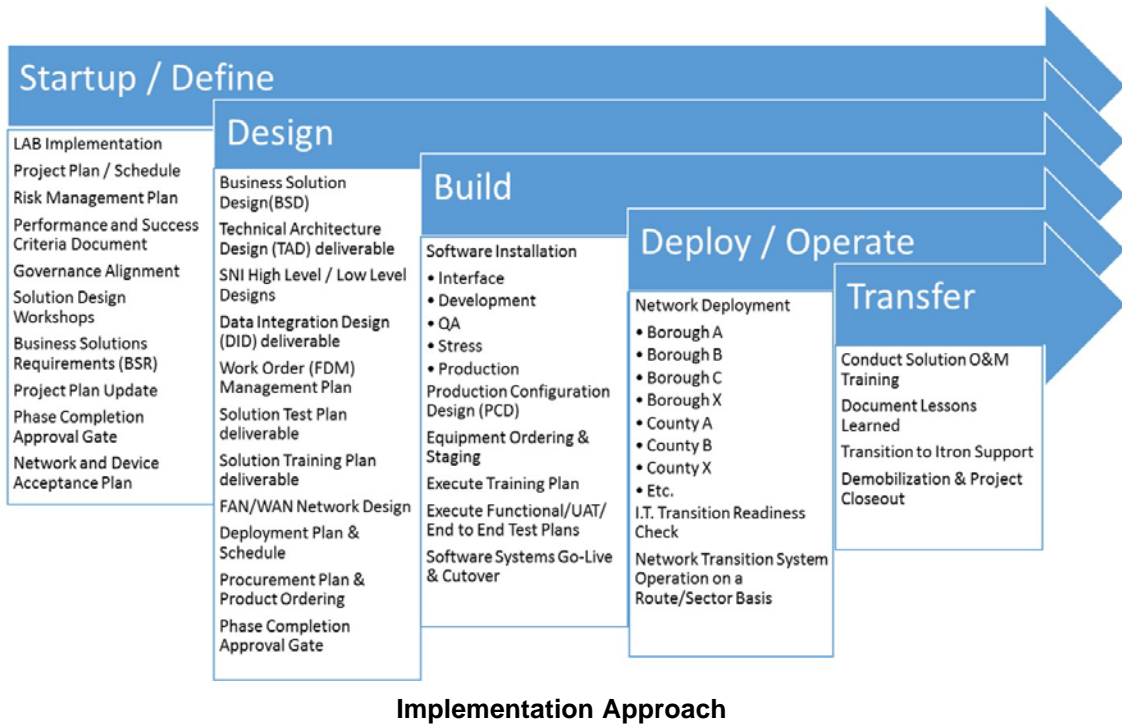 Startup / Define
LAB Implementation
Project Plan / Schedule
Risk Management Plan
Performance and Success
Criteria Document
Governance Alignment
Solution Design
Workshops
Business Solutions
Requirements (BSR)
Project Plan Update
Phase Completion
Approval Gate
Network and Device
Acceptance Plan
Design
Business Solution
Design(BSD)
Technical Architecture
Design (TAD) deliverable
SNI High Level / Low Level
Designs
Data Integration Design
(DID) deliverable
Work Order (FDM)
Management Plan
Solution Test Plan
deliverable
Solution Training Plan
deliverable
FAN/WAN Network Design
Deployment Plan &
Schedule
Procurement Plan &
Product Ordering
Phase Completion
Approval Gate
Build
Software Installation
• Interface
• Development
• QA
• Stress
• Production
Production Configuration
Design (PCD)
Equipment Ordering &
Staging
Execute Training Plan
Execute Functional/UAT/
End to End Test Plans
Software Systems Go-Live
& Cutover
Deploy / Operate
Network Deployment
• Borough A
• Borough B
• Borough C
• Borough X
• County A
• County B
• County X
• Etc.
I.T. Transition Readiness
Check
Network Transition System
Operation on a
Route/Sector Basis
Transfer
Conduct Solution O&M
Training
Document Lessons
Learned
Transition to Itron Support
Demobilization & Project
Closeout
Implementation Approach